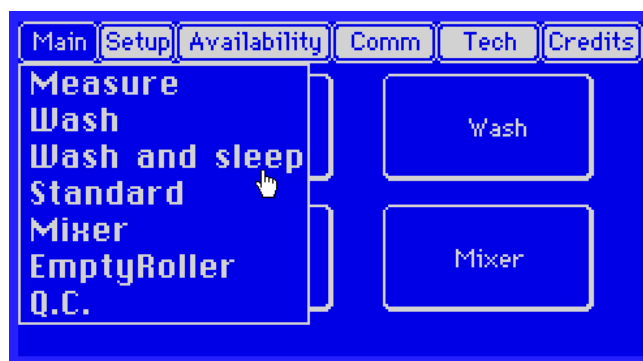 Main Setup Availability Comm Tech Credits
Measure
Wash
Wash and sleep
Standard
Mixer
EmptyRoller
Q.C.
Wash
Mixer